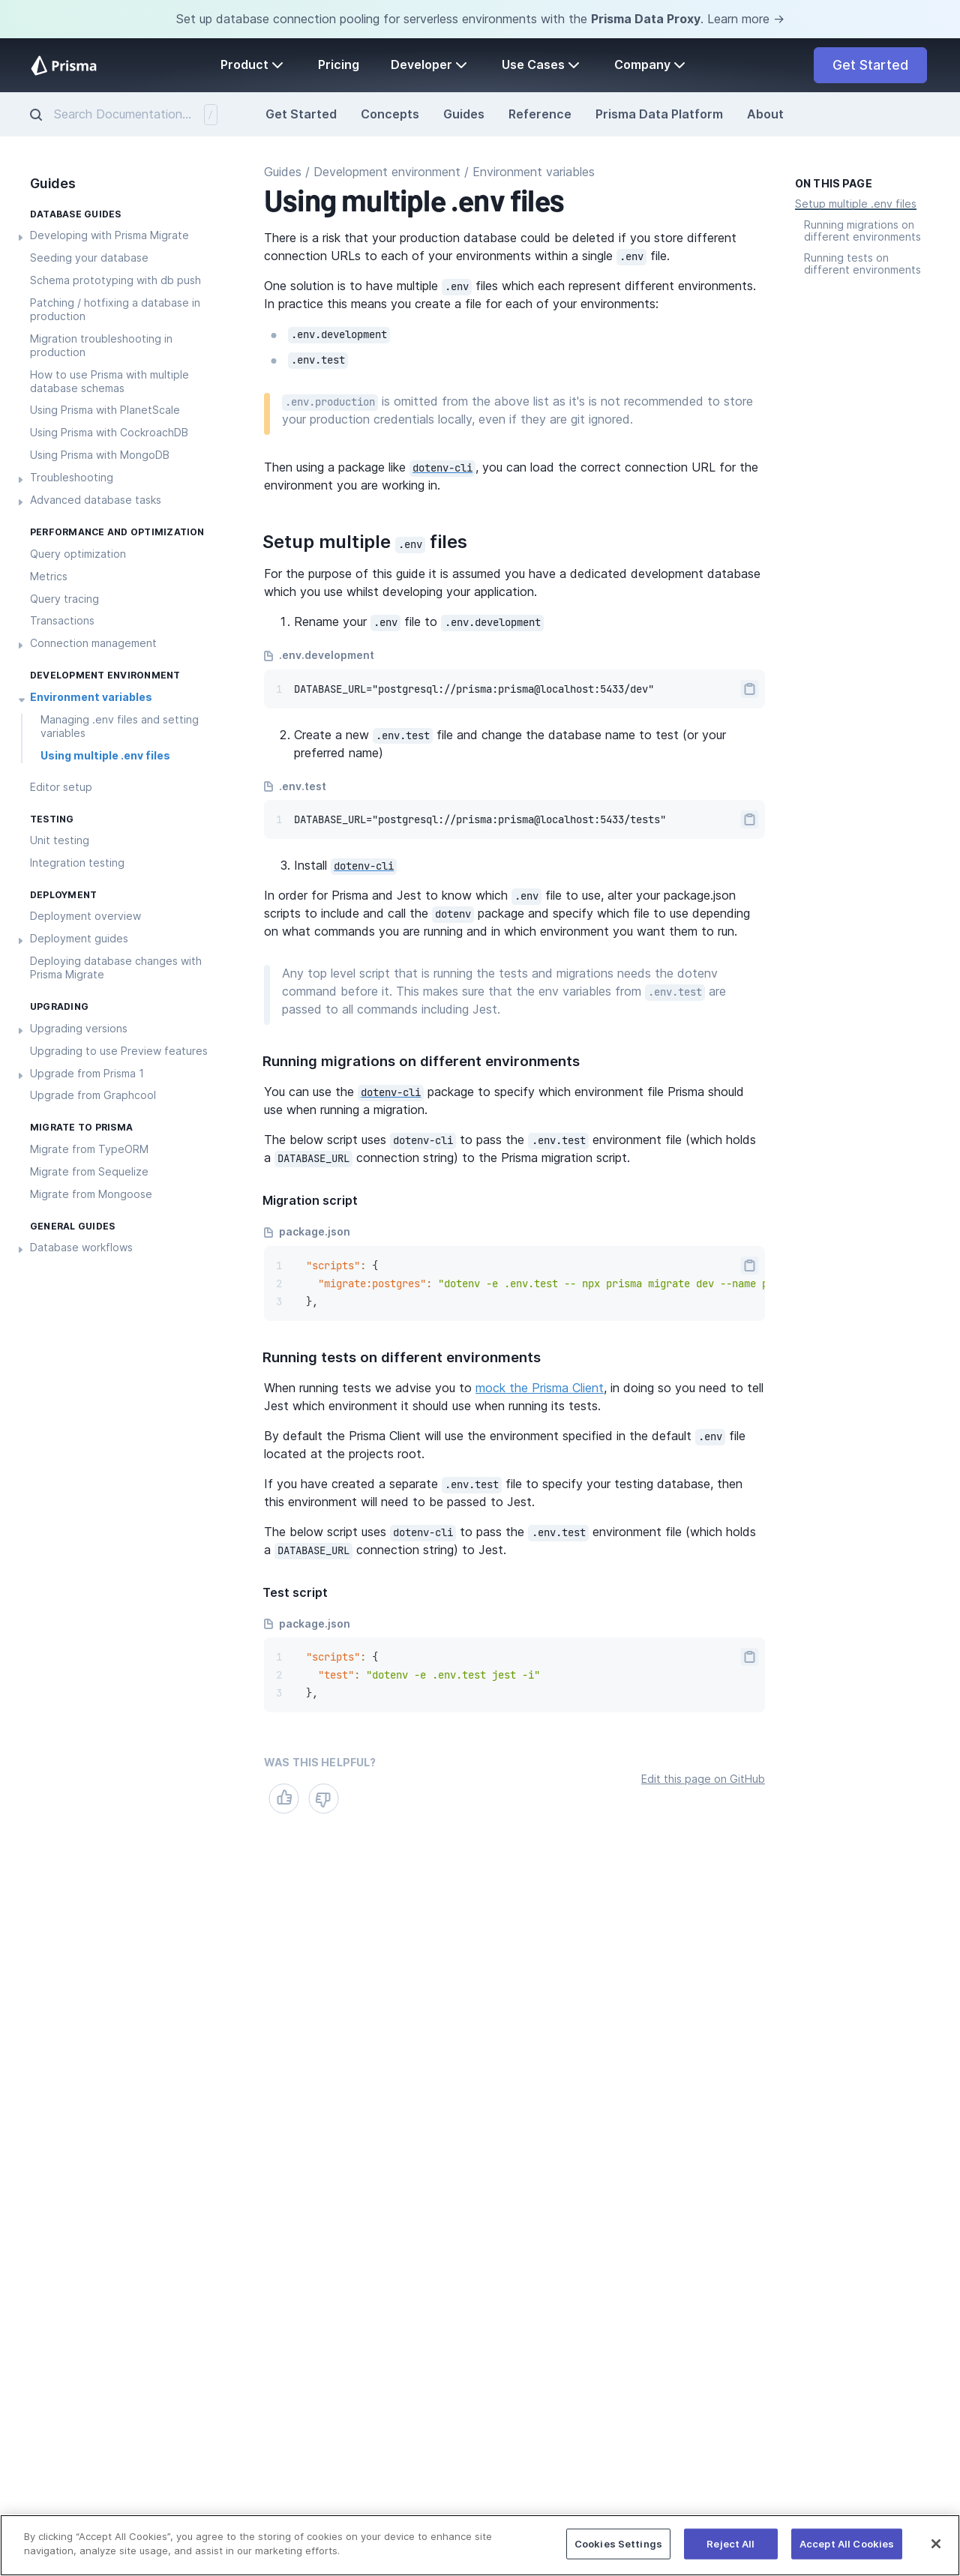 Set up database connection pooling for serverless environments with the Prisma Data Proxy. Learn more →
Prisma
Product
Pricing
Developer
Use Cases
Company
Get Started
Search Documentation... /
Get Started
Concepts
Guides
Reference
Prisma Data Platform
About
Guides
DATABASE GUIDES
Developing with Prisma Migrate
Seeding your database
Schema prototyping with db push
Patching / hotfixing a database in
production
Migration troubleshooting in
production
How to use Prisma with multiple
database schemas
Using Prisma with PlanetScale
Using Prisma with CockroachDB
Using Prisma with MongoDB
Troubleshooting
Advanced database tasks
PERFORMANCE AND OPTIMIZATION
Query optimization
Metrics
Query tracing
Transactions
Connection management
DEVELOPMENT ENVIRONMENT
Environment variables
Managing .env files and setting
variables
Using multiple .env files
Editor setup
TESTING
Unit testing
Integration testing
DEPLOYMENT
Deployment overview
Deployment guides
Deploying database changes with
Prisma Migrate
UPGRADING
Upgrading versions
Upgrading to use Preview features
Upgrade from Prisma 1
Upgrade from Graphcool
MIGRATE TO PRISMA
Migrate from TypeORM
Migrate from Sequelize
Migrate from Mongoose
GENERAL GUIDES
Database workflows
Guides / Development environment / Environment variables
Using multiple .env files
There is a risk that your production database could be deleted if you store different
connection URLs to each of your environments within a single .env file.
One solution is to have multiple .env files which each represent different environments.
In practice this means you create a file for each of your environments:
.env.development
.env.test
.env.production is omitted from the above list as it's is not recommended to store
your production credentials locally, even if they are git ignored.
Then using a package like dotenv-cli, you can load the correct connection URL for the
environment you are working in.
Setup multiple .env files
For the purpose of this guide it is assumed you have a dedicated development database
which you use whilst developing your application.
1. Rename your .env file to .env.development
.env.development
1 DATABASE_URL="postgresql://prisma:prisma@localhost:5433/dev"
2. Create a new .env.test file and change the database name to test (or your
preferred name)
.env.test
1 DATABASE_URL="postgresql://prisma:prisma@localhost:5433/tests"
3. Install dotenv-cli
In order for Prisma and Jest to know which .env file to use, alter your package.json
scripts to include and call the dotenv package and specify which file to use depending
on what commands you are running and in which environment you want them to run.
Any top level script that is running the tests and migrations needs the dotenv
command before it. This makes sure that the env variables from .env.test are
passed to all commands including Jest.
Running migrations on different environments
You can use the dotenv-cli package to specify which environment file Prisma should
use when running a migration.
The below script uses dotenv-cli to pass the .env.test environment file (which holds
a DATABASE_URL connection string) to the Prisma migration script.
Migration script
package.json
1 "scripts": {
2 "migrate:postgres": "dotenv -e .env.test -- npx prisma migrate dev --name p
3 },
Running tests on different environments
When running tests we advise you to mock the Prisma Client, in doing so you need to tell
Jest which environment it should use when running its tests.
By default the Prisma Client will use the environment specified in the default .env file
located at the projects root.
If you have created a separate .env.test file to specify your testing database, then
this environment will need to be passed to Jest.
The below script uses dotenv-cli to pass the .env.test environment file (which holds
a DATABASE_URL connection string) to Jest.
Test script
package.json
1 "scripts": {
2 "test": "dotenv -e .env.test jest -i"
3 },
WAS THIS HELPFUL?
Edit this page on GitHub
ON THIS PAGE
Setup multiple .env files
Running migrations on
different environments
Running tests on
different environments
By clicking "Accept All Cookies", you agree to the storing of cookies on your device to enhance site
navigation, analyze site usage, and assist in our marketing efforts.
Cookies Settings
Reject All
Accept All Cookies